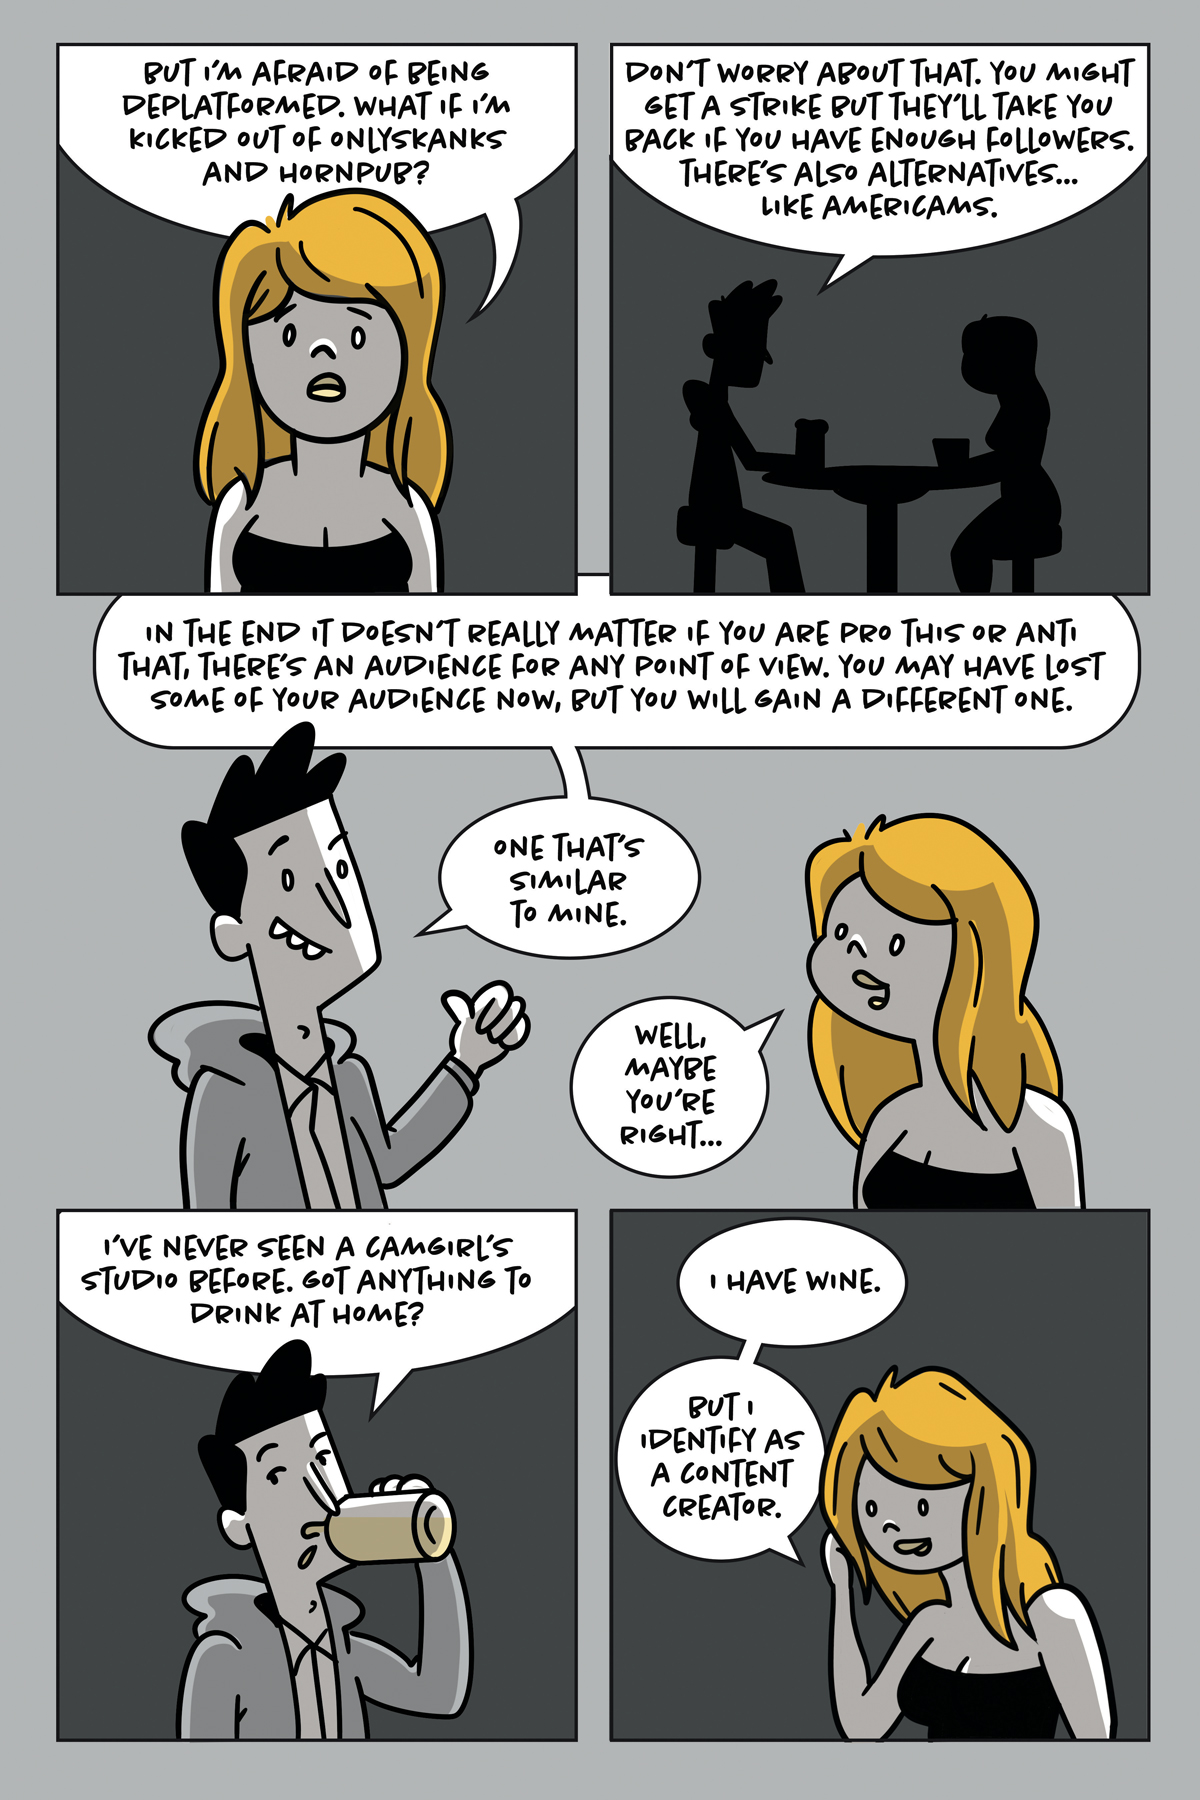 BUT I'M AFRAID OF BEING
DEPLATFORMED. WHAT IF I'M
KICKED OUT OF ONLYSKANKS
AND HORNPUB?
DON'T WORRY ABOUT THAT. YOU MIGHT
GET A STRIKE BUT THEY'LL TAKE YOU
BACK IF YOU HAVE ENOUGH FOLLOWERS.
THERE'S ALSO ALTERNATIVES...
LIKE AMERICAMS.
IN THE END IT DOESN'T REALLY MATTER IF YOU ARE PRO THIS OR ANTI
THAT, THERE'S AN AUDIENCE FOR ANY POINT OF VIEW. YOU MAY HAVE LOST
SOME OF YOUR AUDIENCE NOW, BUT YOU WILL GAIN A DIFFERENT ONE.
ONE THAT'S
SIMILAR
TO MINE.
WELL,
MAYBE
YOU'RE
RIGHT...
I'VE NEVER SEEN A CAMGIRL'S
STUDIO BEFORE. GOT ANYTHING TO
DRINK AT HOME?
I HAVE WINE.
BUT I
IDENTIFY AS
A CONTENT
CREATOR.